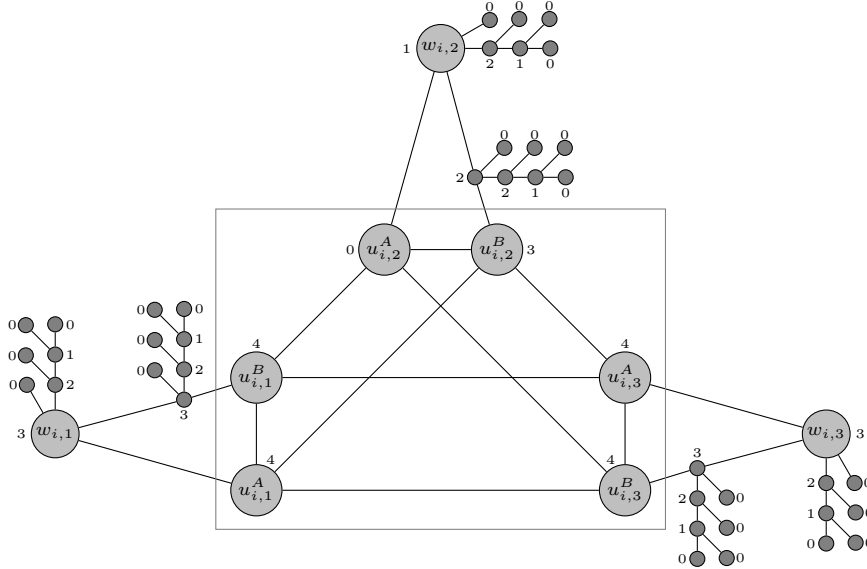 0 0 0
1 w_{i,2}
2 1 0
0 0 0
2
2 1 0
0 u^A_{i,2} u^B_{i,2} 3
0 0
0 0 0 1
0 1 0 2
0 2 0
3
4 u^B_{i,1} 4 u^A_{i,3}
3 w_{i,1} w_{i,3} 3
4 u^A_{i,1} 4 u^B_{i,3}
3 2 0
2 0 1 0
1 0 0 0
0 0